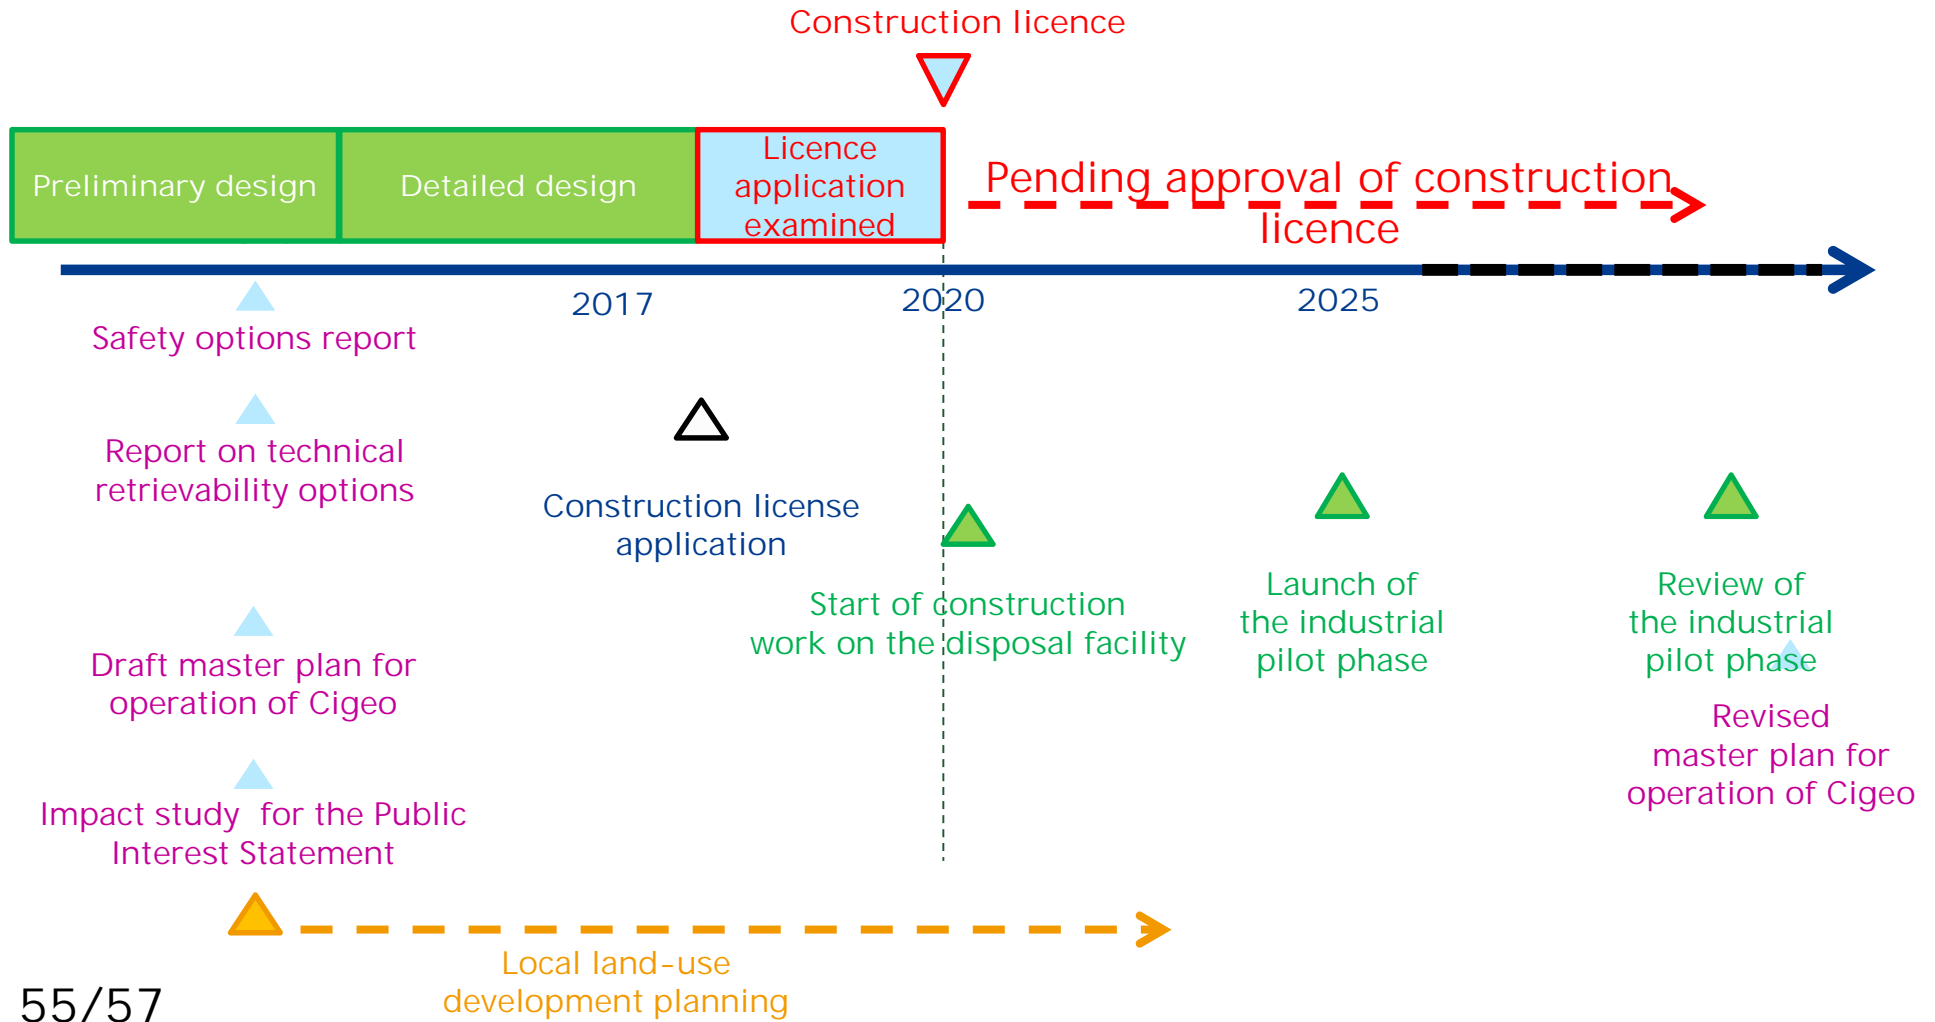 Construction licence
Preliminary design
Detailed design
Licence
application
examined
Pending approval of construction
licence
2017
2020
2025
Safety options report
Report on technical
retrievability options
Construction license
application
Start of construction
work on the disposal facility
Launch of
the industrial
pilot phase
Review of
the industrial
pilot phase
Draft master plan for
operation of Cigeo
Revised
master plan for
operation of Cigeo
Impact study for the Public
Interest Statement
Local land-use
development planning
55/57